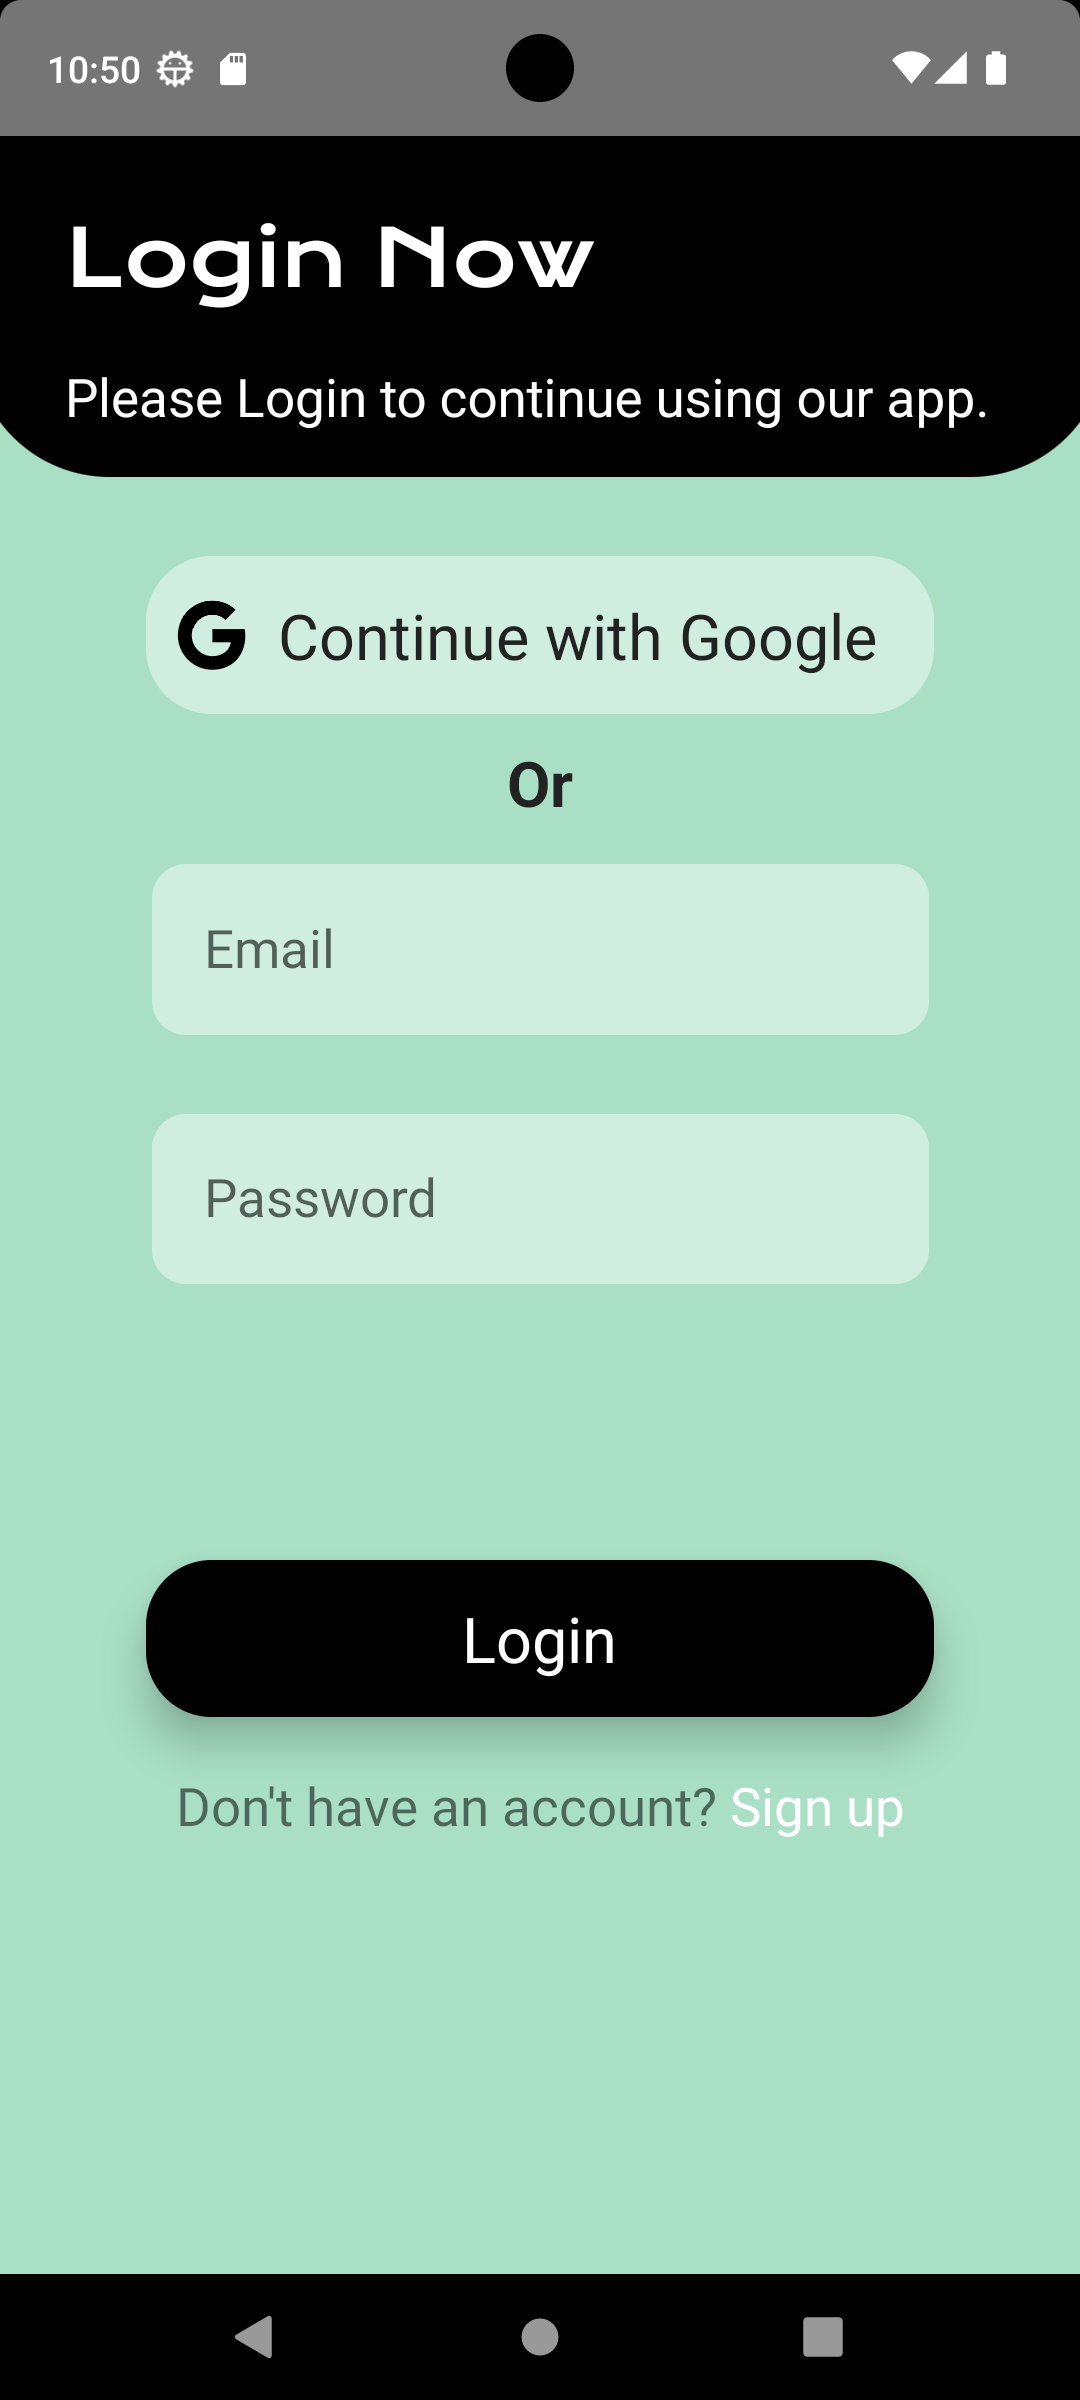 10:50
Login Now
Please Login to continue using our app.
Continue with Google
Or
Email
Password
Login
Don't have an account? Sign up